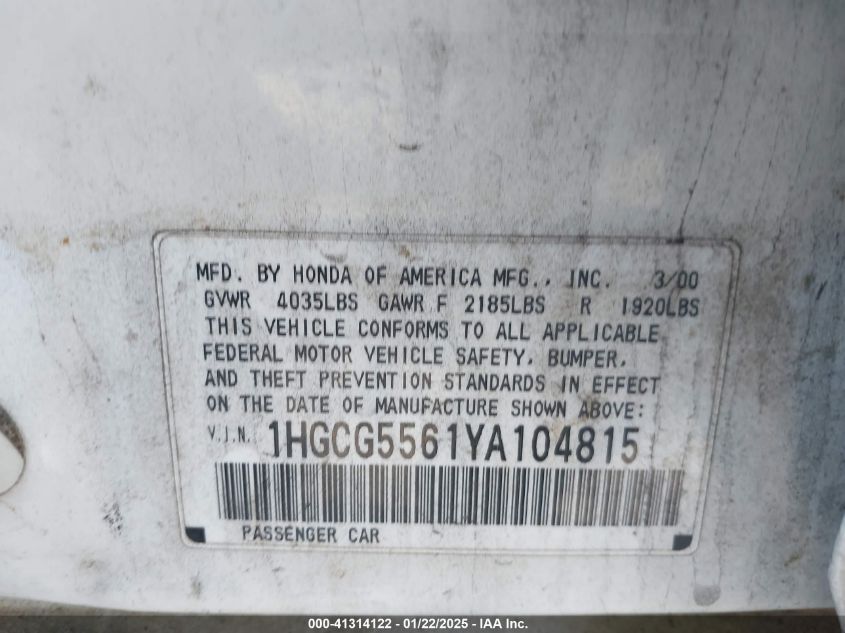 MFD. BY HONDA OF AMERICA MFG., INC. 3/00
GVWR 4035LBS GAWR F 2185LBS R 1920LBS
THIS VEHICLE CONFORMS TO ALL APPLICABLE
FEDERAL MOTOR VEHICLE SAFETY, BUMPER,
AND THEFT PREVENTION STANDARDS IN EFFECT
ON THE DATE OF MANUFACTURE SHOWN ABOVE:
V.I.N. 1HGCG5561YA104815
PASSENGER CAR
000-41314122 - 01/22/2025 - IAA Inc.